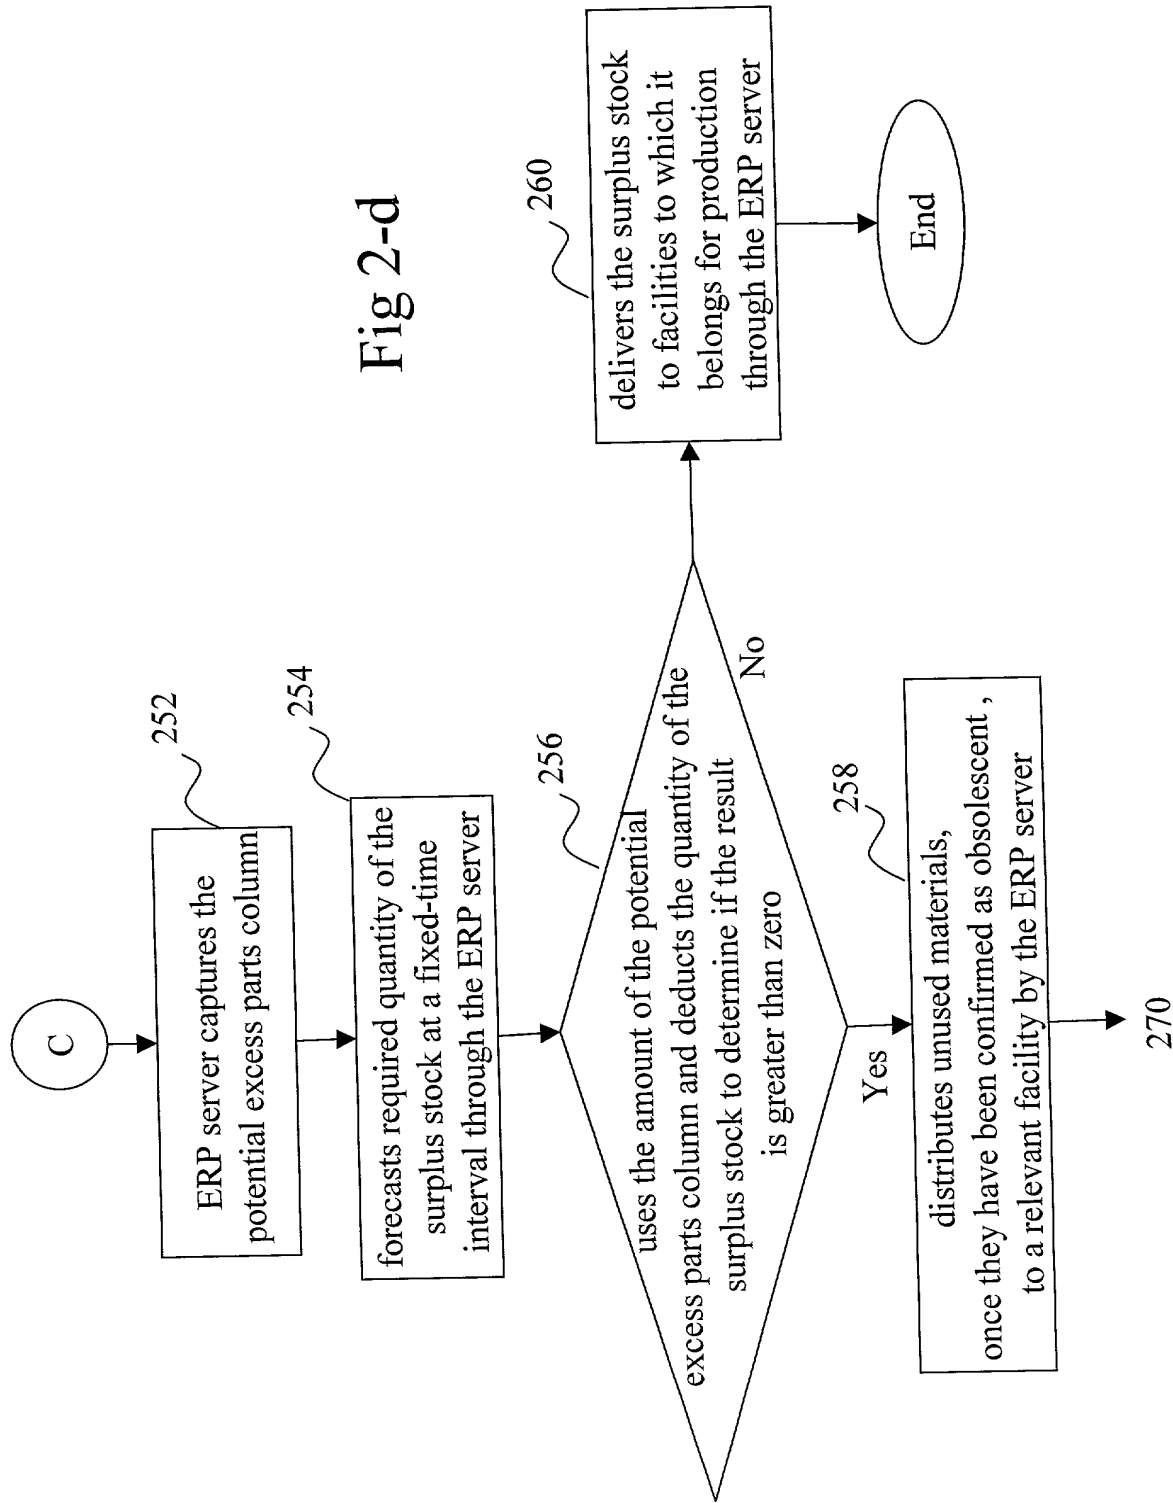 C
252
ERP server captures the
potential excess parts column
254
forecasts required quantity of the
surplus stock at a fixed-time
interval through the ERP server
256
uses the amount of the potential
excess parts column and deducts the quantity of the
surplus stock to determine if the result
is greater than zero
No
Yes
258
distributes unused materials,
once they have been confirmed as obsolescent ,
to a relevant facility by the ERP server
270
260
delivers the surplus stock
to facilities to which it
belongs for production
through the ERP server
End
Fig 2-d